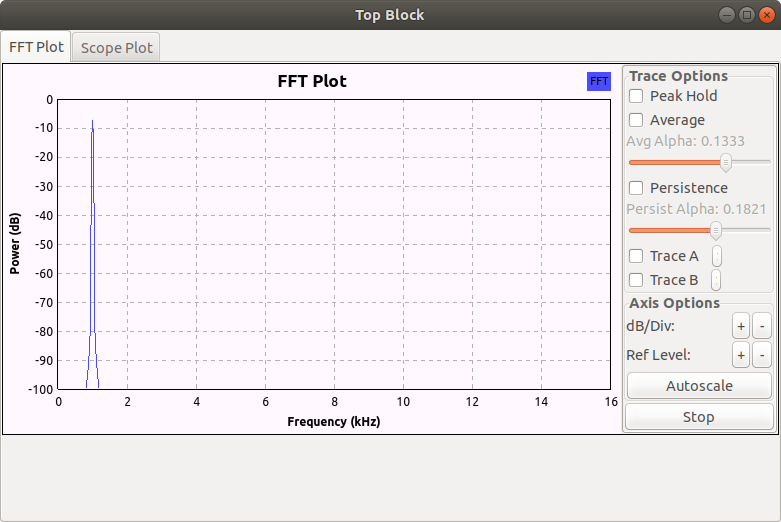 Top Block
FFT Plot
Scope Plot
FFT Plot
FFT
0
-10
-20
-30
-40
-50
-60
-70
-80
-90
-100
Power (dB)
0 2 4 6 8 10 12 14 16
Frequency (kHz)
Trace Options
Peak Hold
Average
Avg Alpha: 0.1333
Persistence
Persist Alpha: 0.1821
Trace A
Trace B
Axis Options
dB/Div: + -
Ref Level: + -
Autoscale
Stop